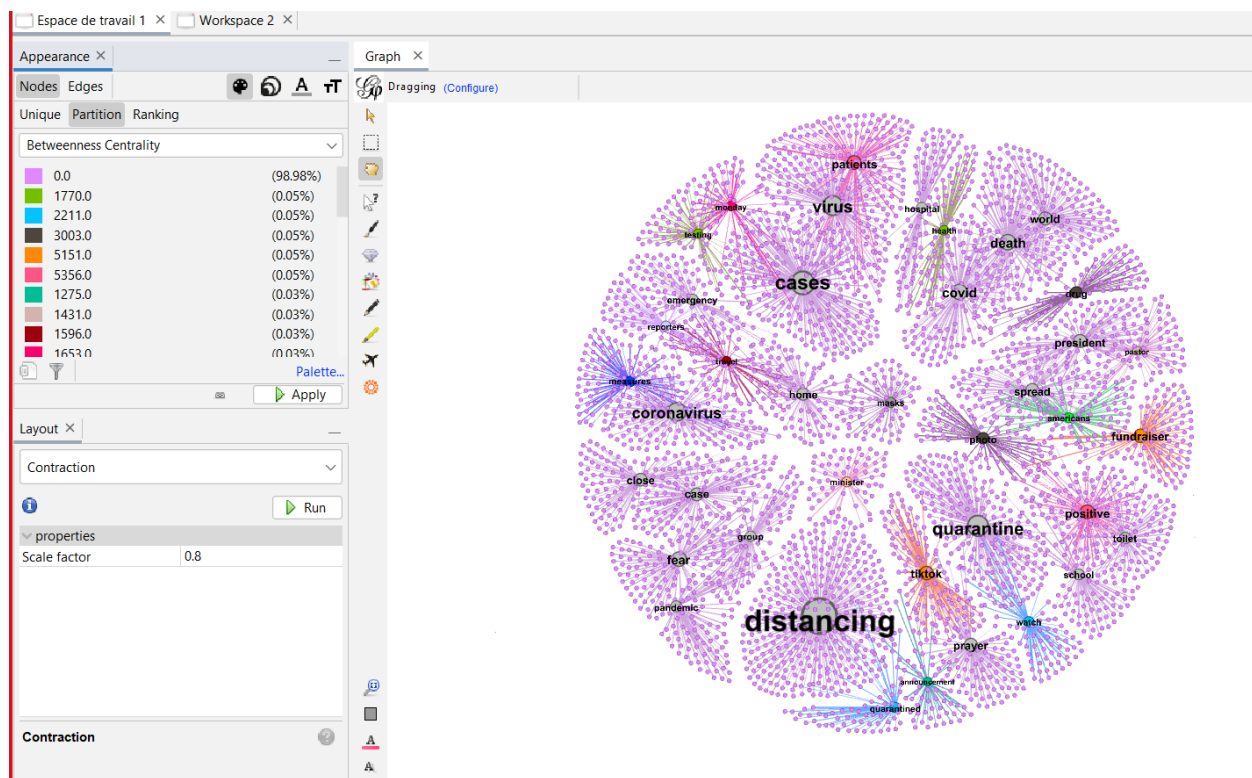 Espace de travail 1 × Workspace 2 ×
Appearance ×
Nodes Edges
Unique Partition Ranking
Betweenness Centrality
0.0 (98.98%)
1770.0 (0.05%)
2211.0 (0.05%)
3003.0 (0.05%)
5151.0 (0.05%)
5356.0 (0.05%)
1275.0 (0.03%)
1431.0 (0.03%)
1596.0 (0.03%)
1653.0 (0.03%)
Palette...
Apply
Layout ×
Contraction
Run
properties
Scale factor 0.8
Contraction
Graph ×
Dragging (Configure)
patients
virus
monday
testing
hospital
health
world
death
cases
covid
emergency
drug
reporters
president
pastor
travel
measures
home
spread
masks
coronavirus
americans
photo
fundraiser
close
minister
case
positive
quarantine
group
toilet
fear
tiktok
school
pandemic
distancing
watch
prayer
announcement
quarantined